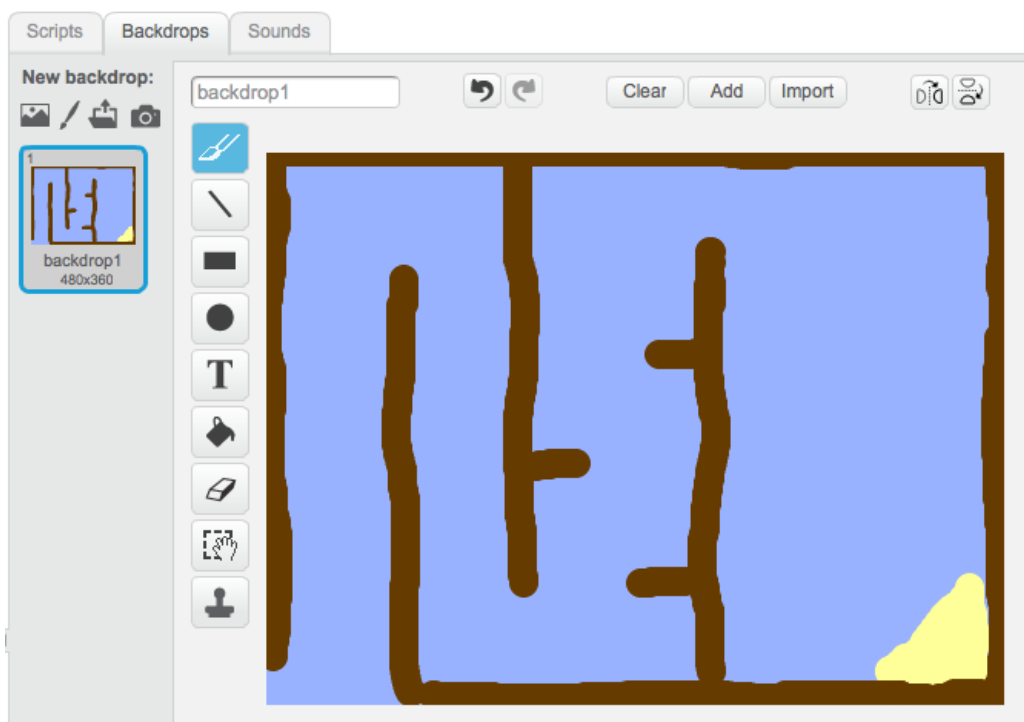 Scripts Backdrops Sounds
New backdrop:
backdrop1
Clear Add Import
1
backdrop1
480x360
T